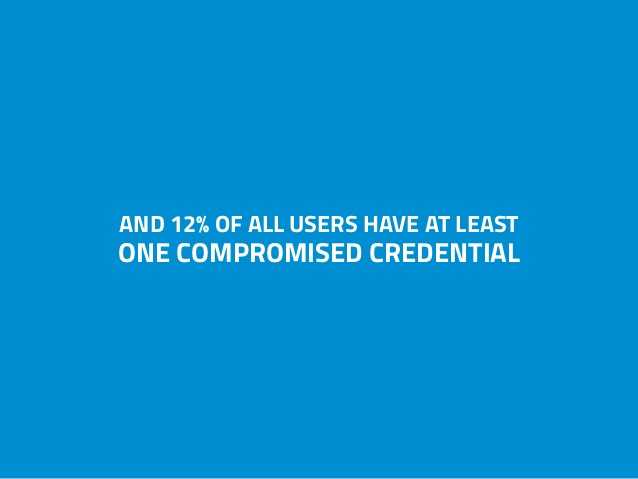 AND 12% OF ALL USERS HAVE AT LEAST
ONE COMPROMISED CREDENTIAL